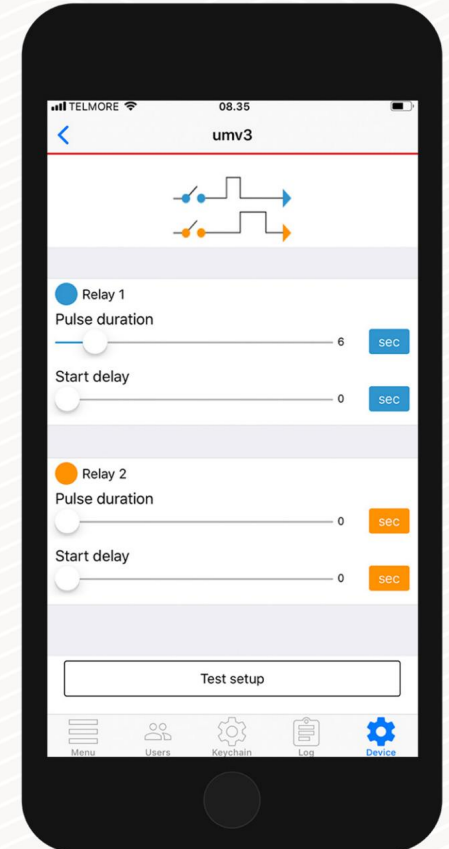 TELMORE 08.35
umv3
Relay 1
Pulse duration
6 sec
Start delay
0 sec
Relay 2
Pulse duration
0 sec
Start delay
0 sec
Test setup
Menu Users Keychain Log Device